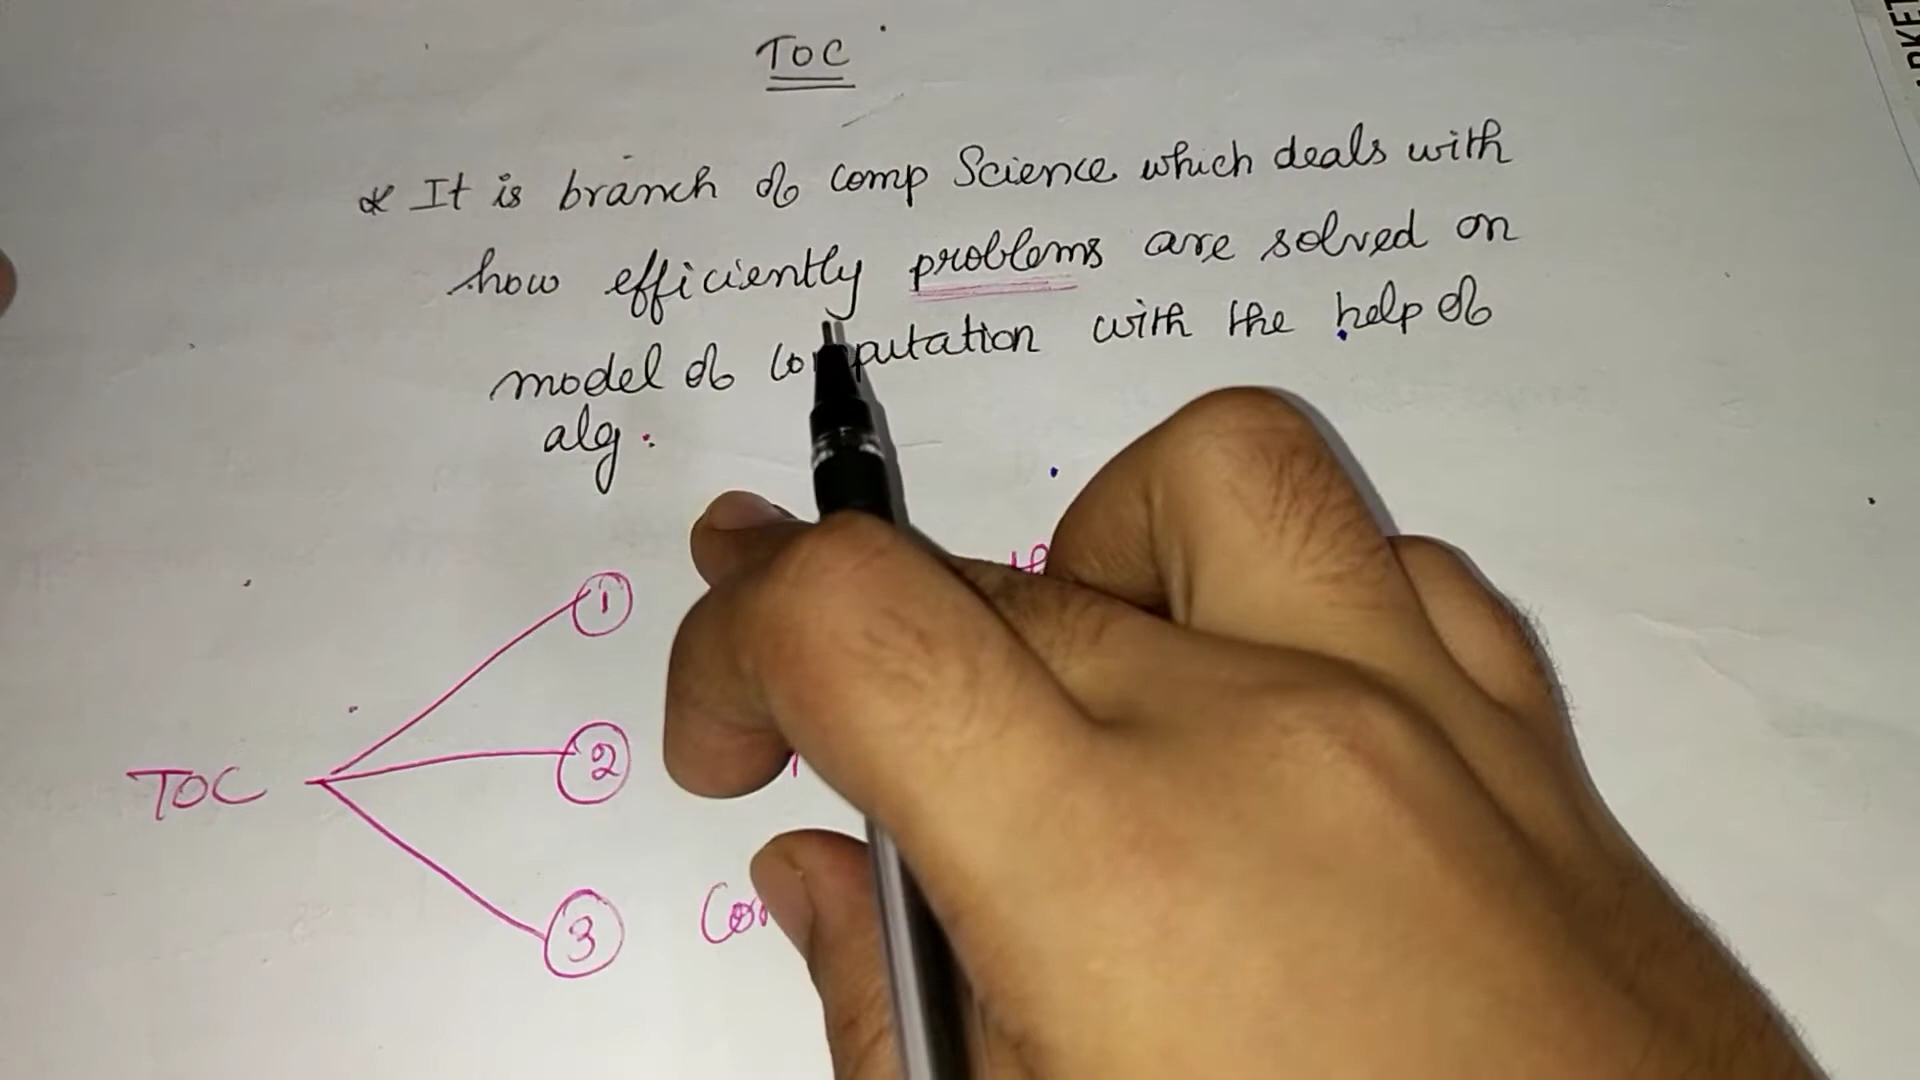 TOC
* It is branch of comp Science which deals with
how efficiently problems are solved on
model of computation with the help of
alg.
①
TOC
②
③